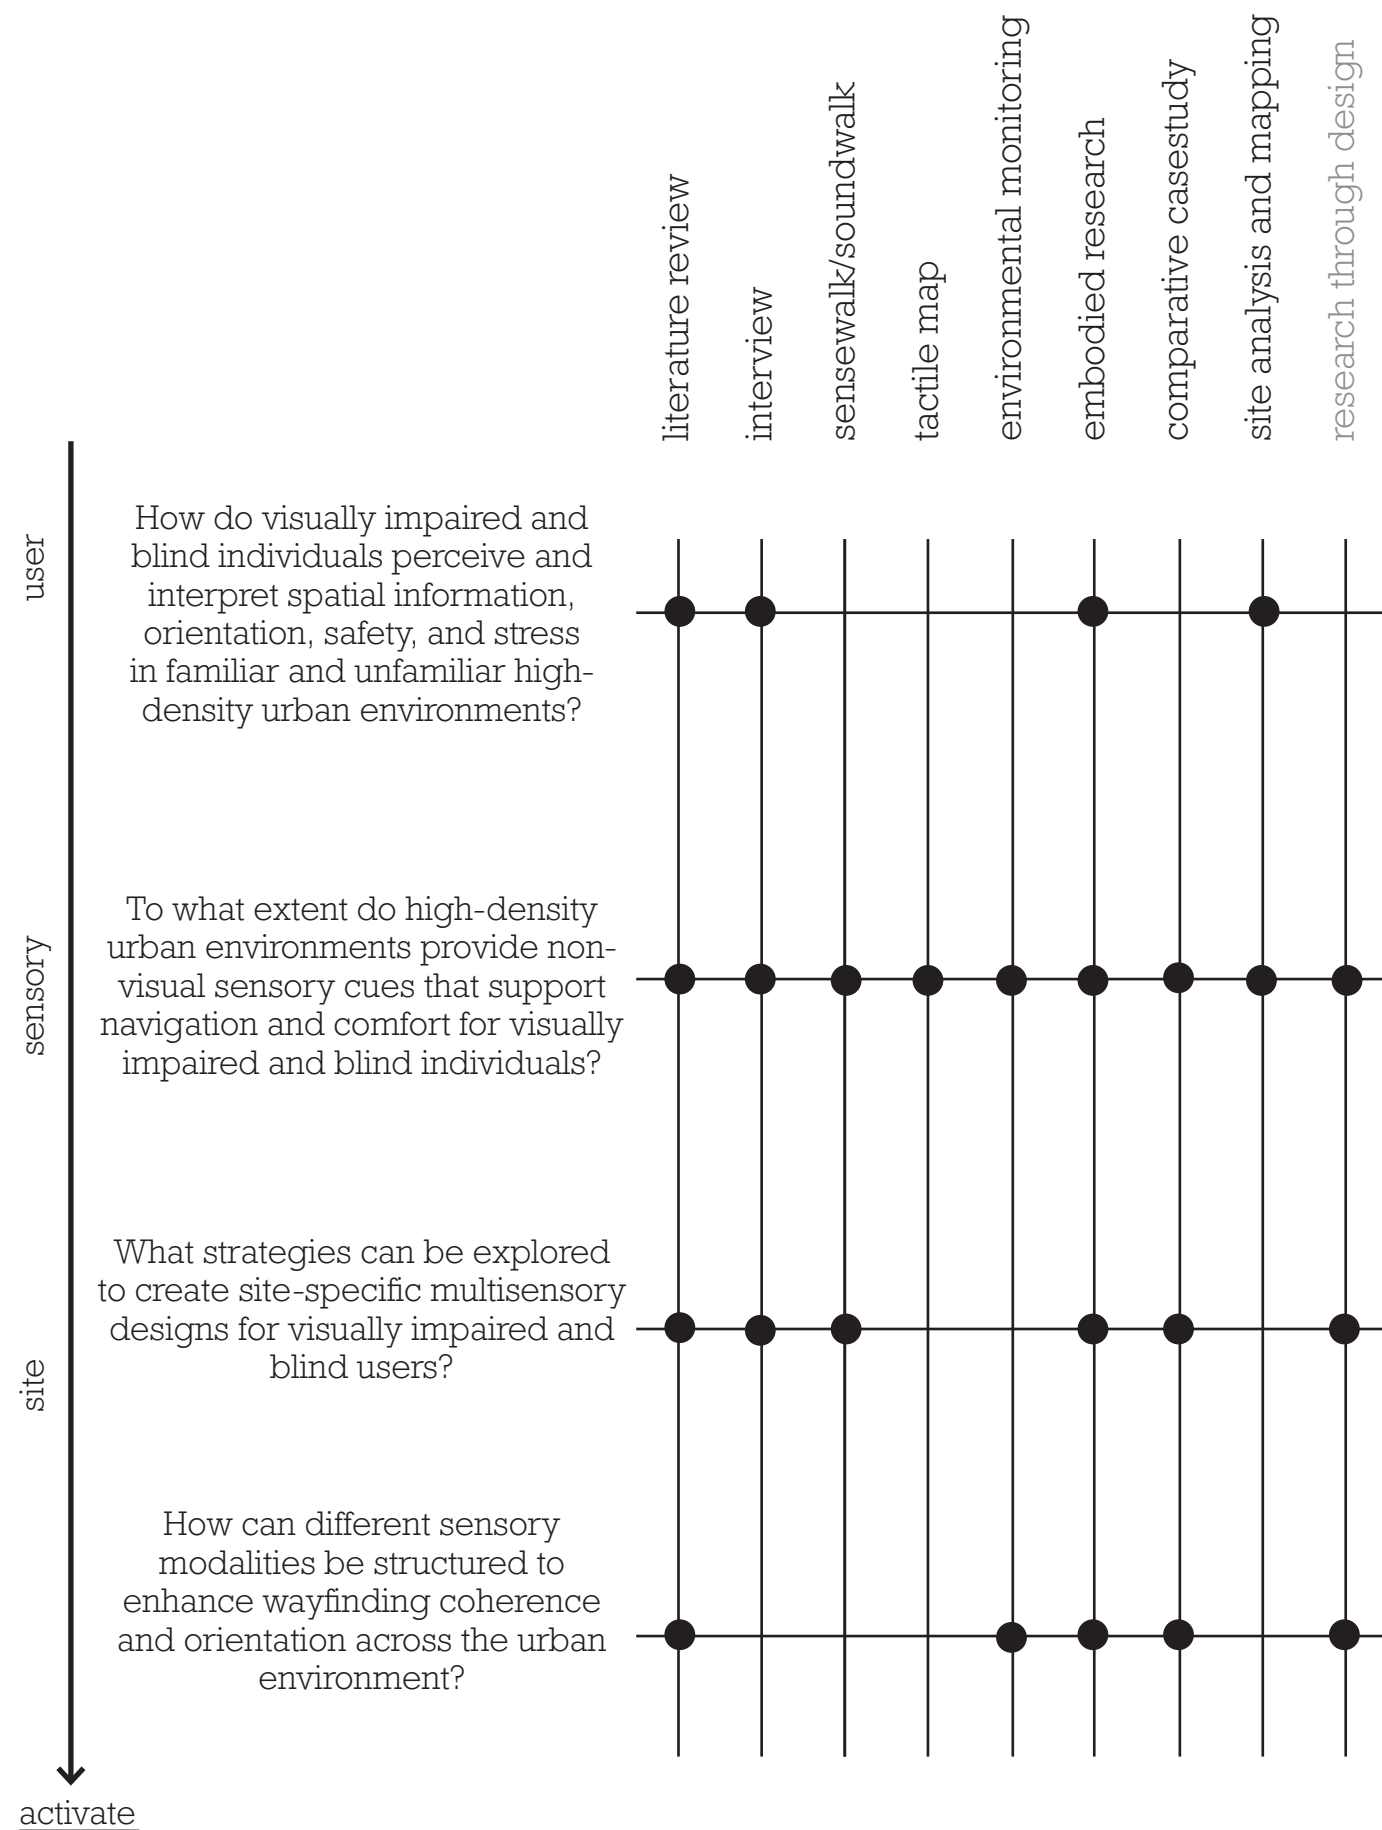 literature review
interview
sensewalk/soundwalk
tactile map
environmental monitoring
embodied research
comparative casestudy
site analysis and mapping
research through design
user
How do visually impaired and
blind individuals perceive and
interpret spatial information,
orientation, safety, and stress
in familiar and unfamiliar high-
density urban environments?
sensory
To what extent do high-density
urban environments provide non-
visual sensory cues that support
navigation and comfort for visually
impaired and blind individuals?
site
What strategies can be explored
to create site-specific multisensory
designs for visually impaired and
blind users?
How can different sensory
modalities be structured to
enhance wayfinding coherence
and orientation across the urban
environment?
activate